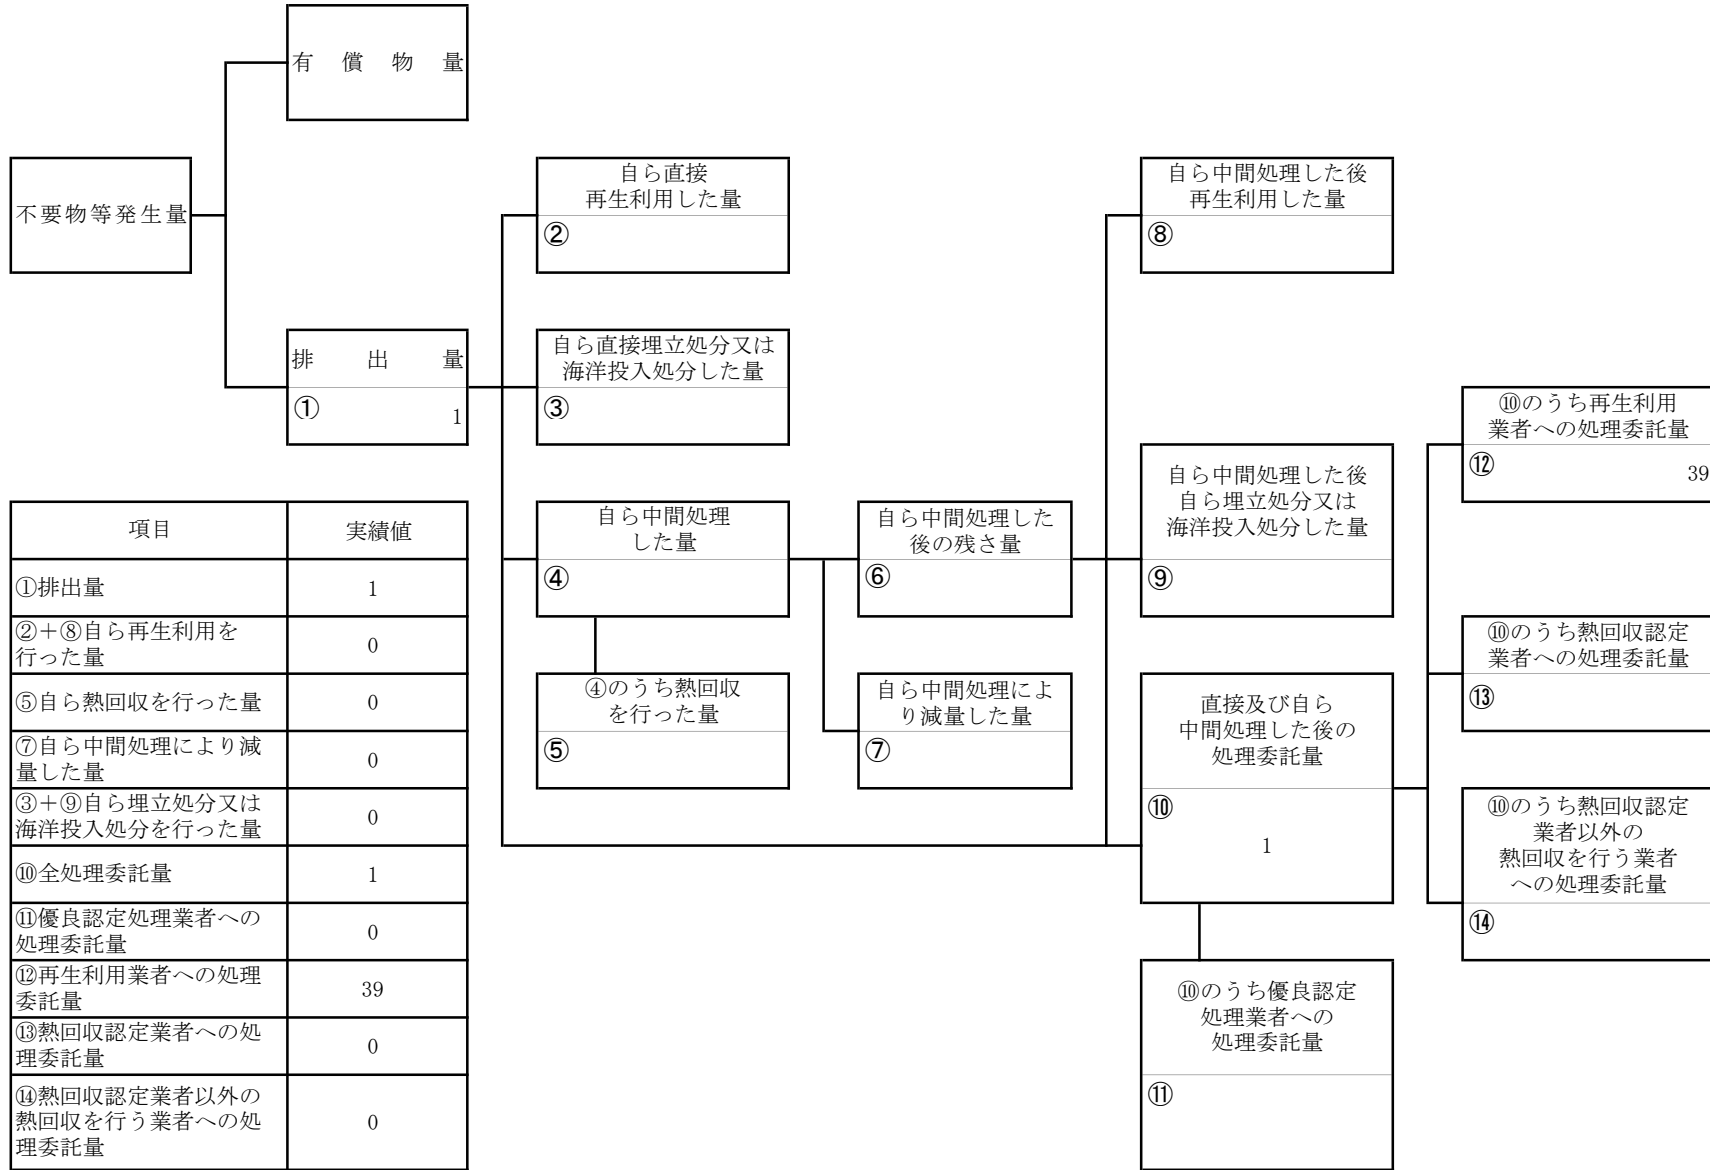 有償物量
不要物等発生量
自ら直接
再生利用した量
②
自ら中間処理した後
再生利用した量
⑧
排出量
① 1
自ら直接埋立処分又は
海洋投入処分した量
③
⑩のうち再生利用
業者への処理委託量
⑫ 39
自ら中間処理
した量
④
自ら中間処理した
後の残さ量
⑥
自ら中間処理した後
自ら埋立処分又は
海洋投入処分した量
⑨
⑩のうち熱回収認定
業者への処理委託量
⑬
④のうち熱回収
を行った量
⑤
自ら中間処理によ
り減量した量
⑦
直接及び自ら
中間処理した後の
処理委託量
⑩
1
⑩のうち熱回収認定
業者以外の
熱回収を行う業者
への処理委託量
⑭
⑩のうち優良認定
処理業者への
処理委託量
⑪
項目 実績値
①排出量 1
②＋⑧自ら再生利用を
行った量 0
⑤自ら熱回収を行った量 0
⑦自ら中間処理により減
量した量 0
③＋⑨自ら埋立処分又は
海洋投入処分を行った量 0
⑩全処理委託量 1
⑪優良認定処理業者への
処理委託量 0
⑫再生利用業者への処理
委託量 39
⑬熱回収認定業者への処
理委託量 0
⑭熱回収認定業者以外の
熱回収を行う業者への処
理委託量 0